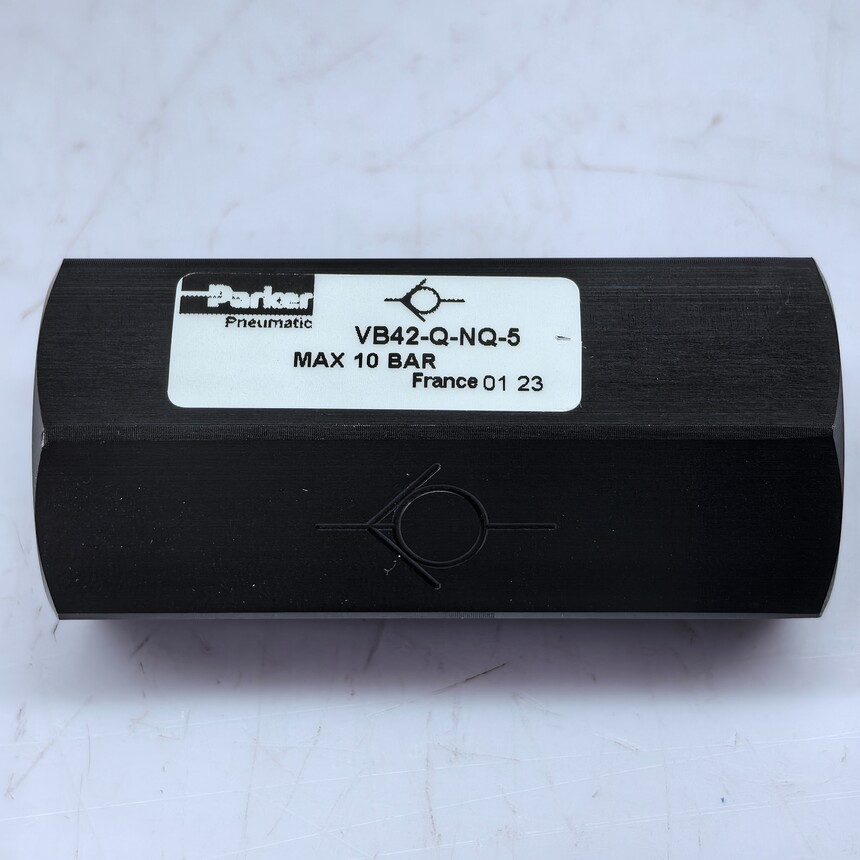 Parker
Pneumatic
VB42-Q-NQ-5
MAX 10 BAR
France 01 23